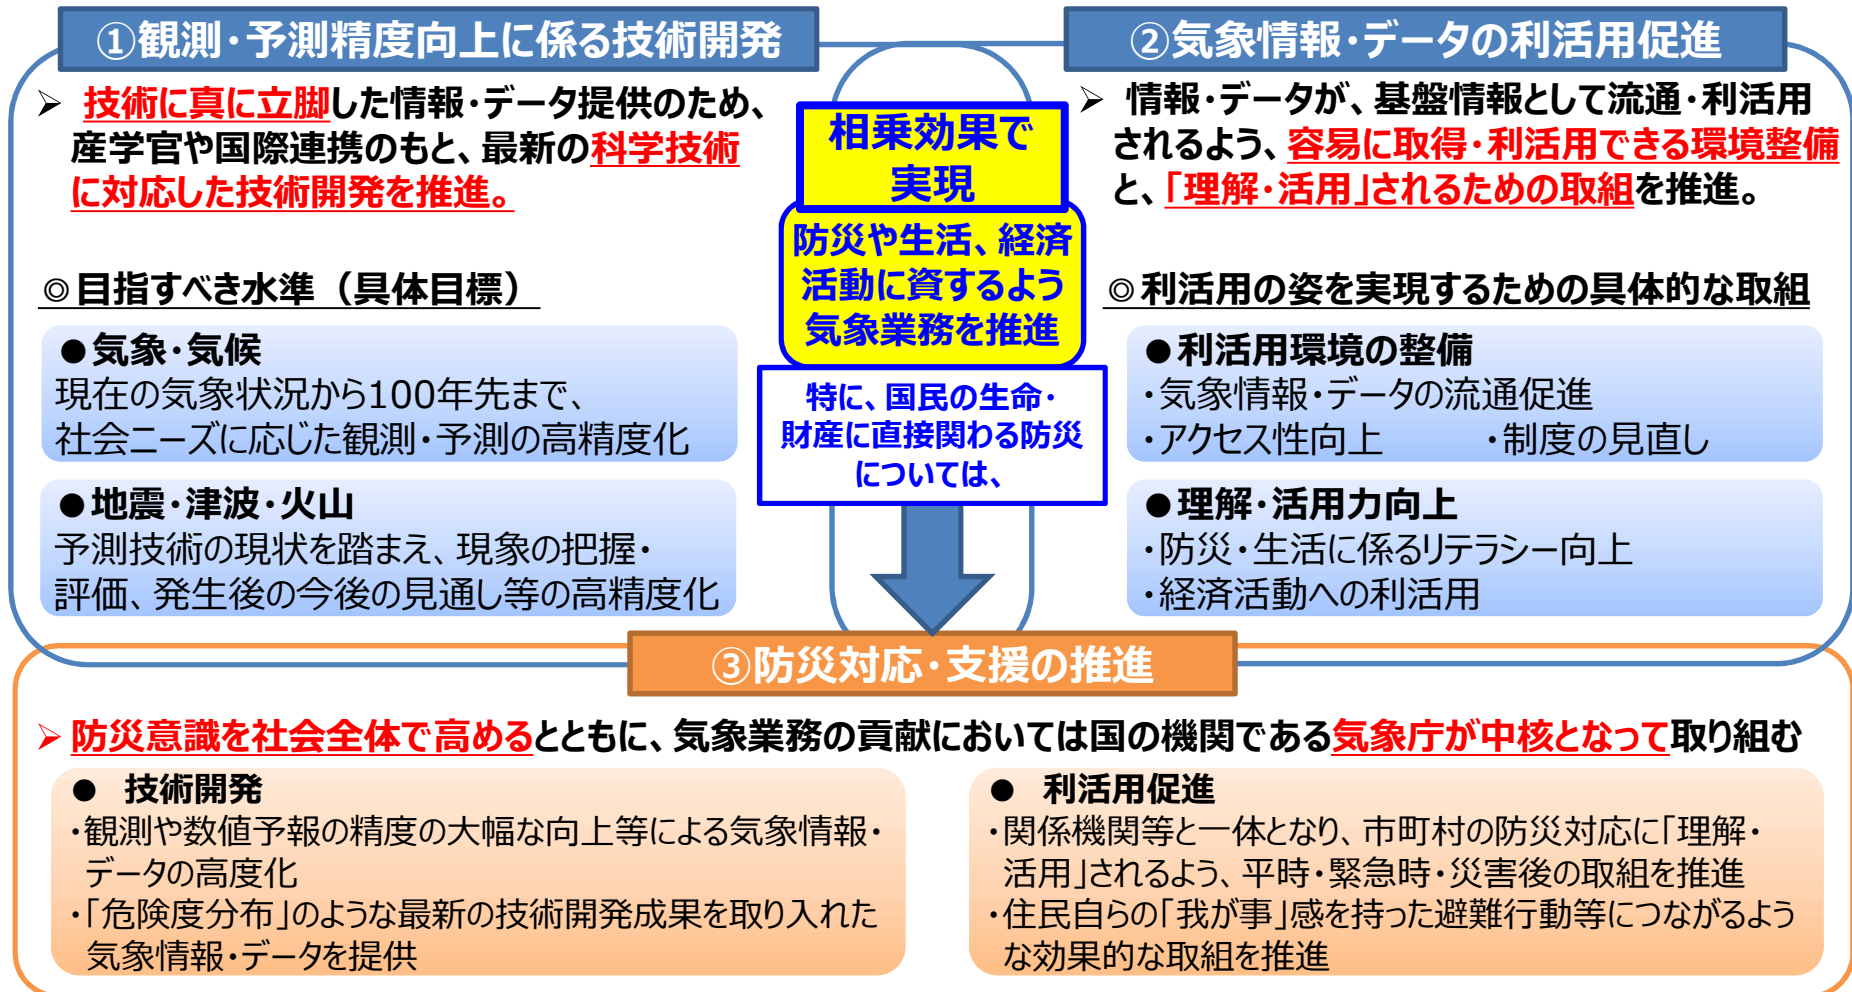 ①観測・予測精度向上に係る技術開発
➢ 技術に真に立脚した情報・データ提供のため、
産学官や国際連携のもと、最新の科学技術
に対応した技術開発を推進。
◎目指すべき水準（具体目標）
●気象・気候
現在の気象状況から100年先まで、
社会ニーズに応じた観測・予測の高精度化
●地震・津波・火山
予測技術の現状を踏まえ、現象の把握・
評価、発生後の今後の見通し等の高精度化
相乗効果で
実現
防災や生活、経済
活動に資するよう
気象業務を推進
特に、国民の生命・
財産に直接関わる防災
については、
②気象情報・データの利活用促進
➢ 情報・データが、基盤情報として流通・利活用
されるよう、容易に取得・利活用できる環境整備
と、「理解・活用」されるための取組を推進。
◎利活用の姿を実現するための具体的な取組
●利活用環境の整備
・気象情報・データの流通促進
・アクセス性向上 ・制度の見直し
●理解・活用力向上
・防災・生活に係るリテラシー向上
・経済活動への利活用
③防災対応・支援の推進
➢ 防災意識を社会全体で高めるとともに、気象業務の貢献においては国の機関である気象庁が中核となって取り組む
● 技術開発
・観測や数値予報の精度の大幅な向上等による気象情報・
データの高度化
・「危険度分布」のような最新の技術開発成果を取り入れた
気象情報・データを提供
● 利活用促進
・関係機関等と一体となり、市町村の防災対応に「理解・
活用」されるよう、平時・緊急時・災害後の取組を推進
・住民自らの「我が事」感を持った避難行動等につながるよう
な効果的な取組を推進